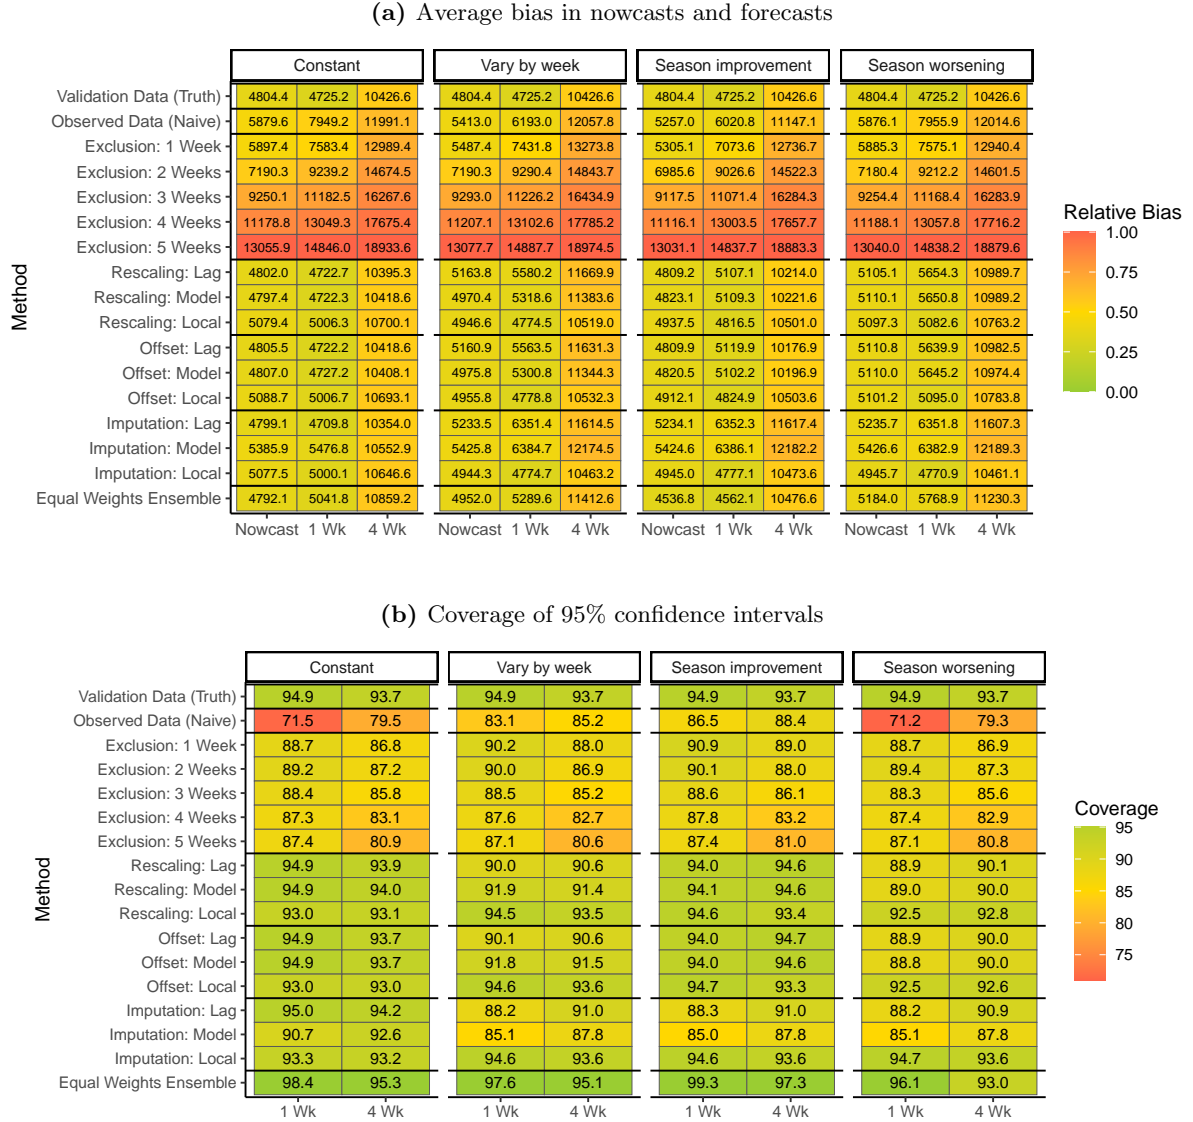 (a) Average bias in nowcasts and forecasts
Constant Vary by week Season improvement Season worsening
Validation Data (Truth) 4804.4 4725.2 10426.6 4804.4 4725.2 10426.6 4804.4 4725.2 10426.6 4804.4 4725.2 10426.6
Observed Data (Naive) 5879.6 7949.2 11991.1 5413.0 6193.0 12057.8 5257.0 6020.8 11147.1 5876.1 7955.9 12014.6
Exclusion: 1 Week 5897.4 7583.4 12989.4 5487.4 7431.8 13273.8 5305.1 7073.6 12736.7 5885.3 7575.1 12940.4
Exclusion: 2 Weeks 7190.3 9239.2 14674.5 7190.3 9290.4 14843.7 6985.6 9026.6 14522.3 7180.4 9212.2 14601.5
Exclusion: 3 Weeks 9250.1 11182.5 16267.6 9293.0 11226.2 16434.9 9117.5 11071.4 16284.3 9254.4 11168.4 16283.9
Exclusion: 4 Weeks 11178.8 13049.3 17675.4 11207.1 13102.6 17785.2 11116.1 13003.5 17657.7 11188.1 13057.8 17716.2
Exclusion: 5 Weeks 13055.9 14846.0 18933.6 13077.7 14887.7 18974.5 13031.1 14837.7 18883.3 13040.0 14838.2 18879.6
Rescaling: Lag 4802.0 4722.7 10395.3 5163.8 5580.2 11669.9 4809.2 5107.1 10214.0 5105.1 5654.3 10989.7
Rescaling: Model 4797.4 4722.3 10418.6 4970.4 5318.6 11383.6 4823.1 5109.3 10221.6 5110.1 5650.8 10989.2
Rescaling: Local 5079.4 5006.3 10700.1 4946.6 4774.5 10519.0 4937.5 4816.5 10501.0 5097.3 5082.6 10763.2
Offset: Lag 4805.5 4722.2 10418.6 5160.9 5563.5 11631.3 4809.9 5119.9 10176.9 5110.8 5639.9 10982.5
Offset: Model 4807.0 4727.2 10408.1 4975.8 5300.8 11344.3 4820.5 5102.2 10196.9 5110.0 5645.2 10974.4
Offset: Local 5088.7 5006.7 10693.1 4955.8 4778.8 10532.3 4912.1 4824.9 10503.6 5101.2 5095.0 10783.8
Imputation: Lag 4799.1 4709.8 10354.0 5233.5 6351.4 11614.5 5234.1 6352.3 11617.4 5235.7 6351.8 11607.3
Imputation: Model 5385.9 5476.8 10552.9 5425.8 6384.7 12174.5 5424.6 6386.1 12182.2 5426.6 6382.9 12189.3
Imputation: Local 5077.5 5000.1 10646.6 4944.3 4774.7 10463.2 4945.0 4777.1 10473.6 4945.7 4770.9 10461.1
Equal Weights Ensemble 4792.1 5041.8 10859.2 4952.0 5289.6 11412.6 4536.8 4562.1 10476.6 5184.0 5768.9 11230.3
Nowcast 1 Wk 4 Wk Nowcast 1 Wk 4 Wk Nowcast 1 Wk 4 Wk Nowcast 1 Wk 4 Wk
Method
Relative Bias
1.00
0.75
0.50
0.25
0.00
(b) Coverage of 95% confidence intervals
Constant Vary by week Season improvement Season worsening
Validation Data (Truth) 94.9 93.7 94.9 93.7 94.9 93.7 94.9 93.7
Observed Data (Naive) 71.5 79.5 83.1 85.2 86.5 88.4 71.2 79.3
Exclusion: 1 Week 88.7 86.8 90.2 88.0 90.9 89.0 88.7 86.9
Exclusion: 2 Weeks 89.2 87.2 90.0 86.9 90.1 88.0 89.4 87.3
Exclusion: 3 Weeks 88.4 85.8 88.5 85.2 88.6 86.1 88.3 85.6
Exclusion: 4 Weeks 87.3 83.1 87.6 82.7 87.8 83.2 87.4 82.9
Exclusion: 5 Weeks 87.4 80.9 87.1 80.6 87.4 81.0 87.1 80.8
Rescaling: Lag 94.9 93.9 90.0 90.6 94.0 94.6 88.9 90.1
Rescaling: Model 94.9 94.0 91.9 91.4 94.1 94.6 89.0 90.0
Rescaling: Local 93.0 93.1 94.5 93.5 94.6 93.4 92.5 92.8
Offset: Lag 94.9 93.7 90.1 90.6 94.0 94.7 88.9 90.0
Offset: Model 94.9 93.7 91.8 91.5 94.0 94.6 88.8 90.0
Offset: Local 93.0 93.0 94.6 93.6 94.7 93.3 92.5 92.6
Imputation: Lag 95.0 94.2 88.2 91.0 88.3 91.0 88.2 90.9
Imputation: Model 90.7 92.6 85.1 87.8 85.0 87.8 85.1 87.8
Imputation: Local 93.3 93.2 94.6 93.6 94.6 93.6 94.7 93.6
Equal Weights Ensemble 98.4 95.3 97.6 95.1 99.3 97.3 96.1 93.0
1 Wk 4 Wk 1 Wk 4 Wk 1 Wk 4 Wk 1 Wk 4 Wk
Method
Coverage
95
90
85
80
75